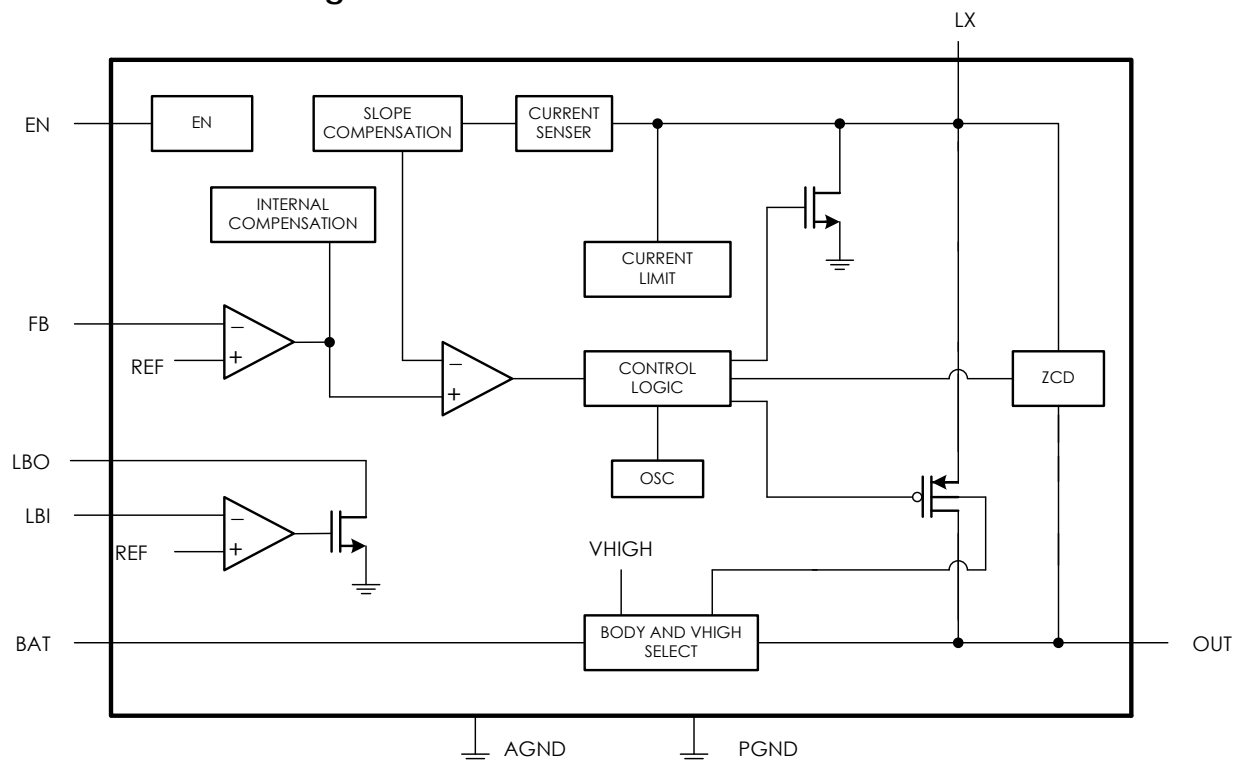 LX
EN
EN
SLOPE
COMPENSATION
CURRENT
SENSER
INTERNAL
COMPENSATION
CURRENT
LIMIT
FB
REF
−
+
−
+
CONTROL
LOGIC
ZCD
OSC
LBO
LBI
REF
−
+
VHIGH
BAT
BODY AND VHIGH
SELECT
OUT
AGND
PGND